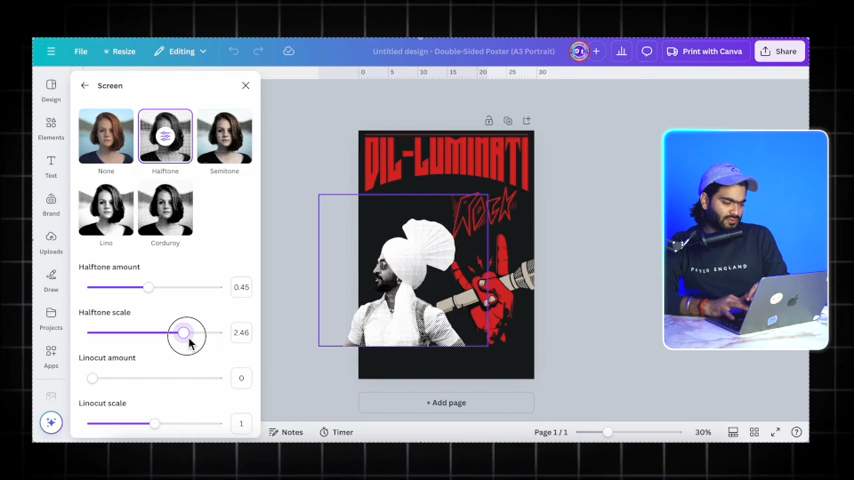 File
Resize
Editing
Untitled design - Double-Sided Poster (A3 Portrait)
Print with Canva
Share
Screen
None
Halftone
Semitone
Lino
Corduroy
Halftone amount
0.45
Halftone scale
2.46
Linocut amount
0
Linocut scale
1
Design
Elements
Text
Brand
Uploads
Draw
Projects
Apps
0 5 10 15 20 25 30
DIL-LUMINATI
ROCK
+ Add page
Notes
Timer
Page 1 / 1
30%
PETER ENGLAND